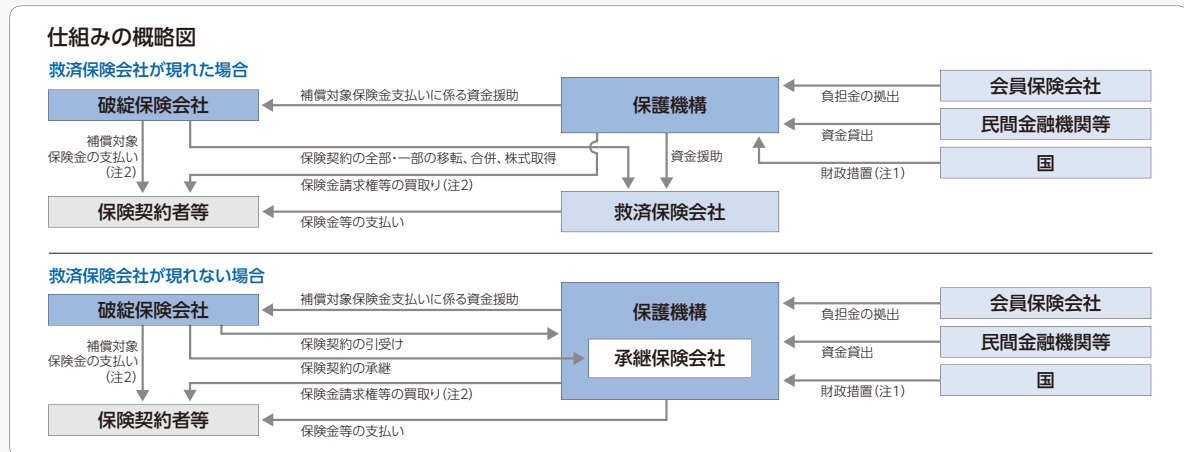 仕組みの概略図
救済保険会社が現れた場合
破綻保険会社
補償対象保険金支払いに係る資金援助
保護機構
負担金の拠出
会員保険会社
資金貸出
民間金融機関等
財政措置(注1)
国
補償対象
保険金の支払い
(注2)
保険契約の全部・一部の移転、合併、株式取得
資金援助
保険金請求権等の買取り(注2)
保険契約者等
保険金等の支払い
救済保険会社
救済保険会社が現れない場合
破綻保険会社
補償対象保険金支払いに係る資金援助
保護機構
承継保険会社
負担金の拠出
会員保険会社
資金貸出
民間金融機関等
財政措置(注1)
国
補償対象
保険金の支払い
(注2)
保険契約の引受け
保険契約の承継
保険金請求権等の買取り(注2)
保険契約者等
保険金等の支払い